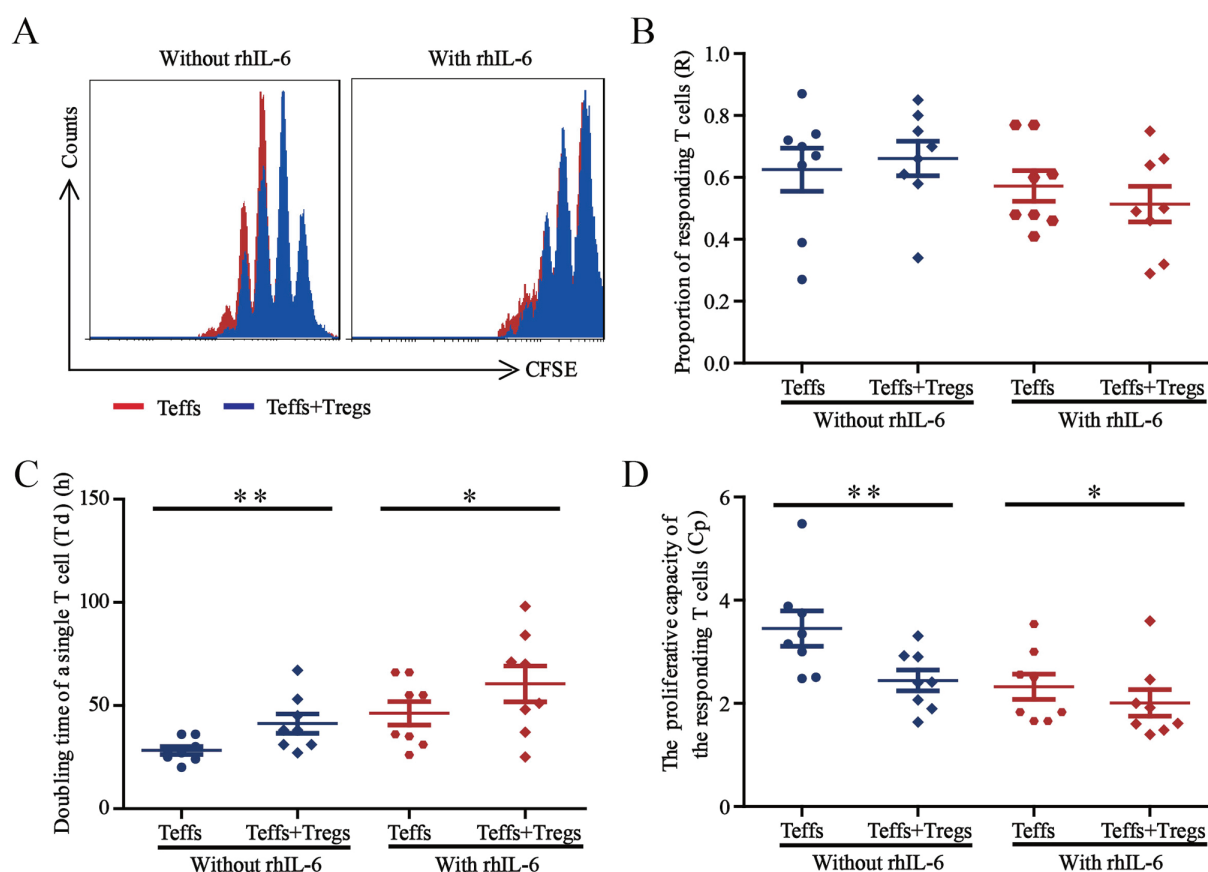 A
Without rhIL-6
With rhIL-6
Counts
CFSE
Teffs
Teffs+Tregs
B
Proportion of responding T cells (R)
1.0
0.8
0.6
0.4
0.2
0.0
Teffs
Teffs+Tregs
Teffs
Teffs+Tregs
Without rhIL-6
With rhIL-6
C
Doubling time of a single T cell (Td) (h)
150
100
50
0
**
*
Teffs
Teffs+Tregs
Teffs
Teffs+Tregs
Without rhIL-6
With rhIL-6
D
The proliferative capacity of
the responding T cells (Cp)
6
4
2
0
**
*
Teffs
Teffs+Tregs
Teffs
Teffs+Tregs
Without rhIL-6
With rhIL-6